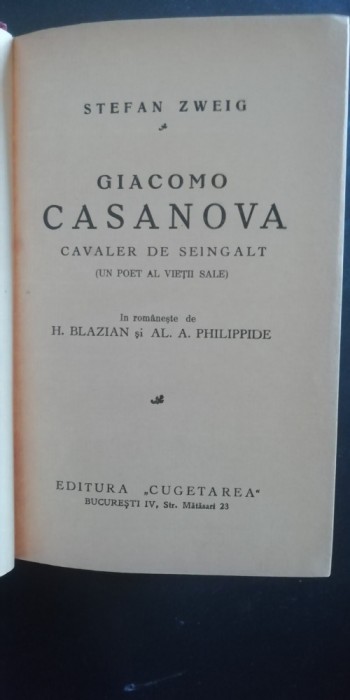 STEFAN ZWEIG
GIACOMO
CASANOVA
CAVALER DE SEINGALT
(UN POET AL VIEȚII SALE)
In românește de
H. BLAZIAN și AL. A. PHILIPPIDE
EDITURA „CUGETAREA"
BUCUREȘTI IV, Str. Mătăsari 23